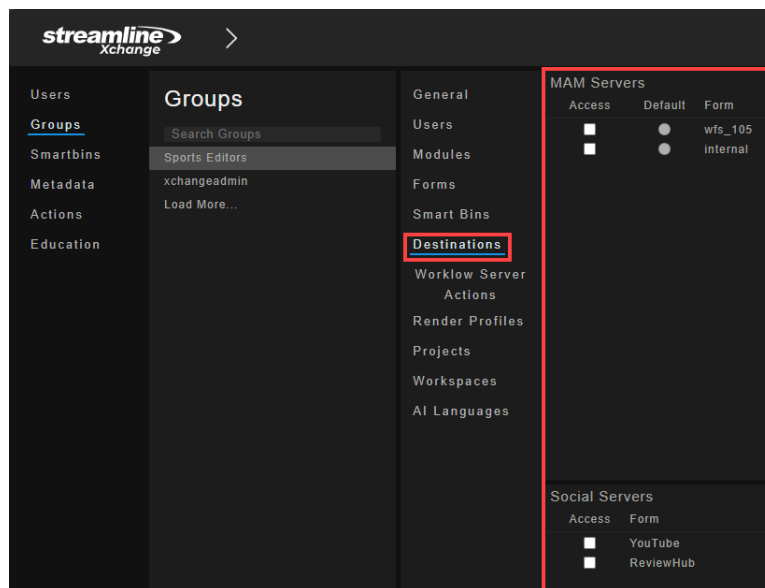 streamline
Xchange
Users
Groups
Smartbins
Metadata
Actions
Education
Groups
Search Groups
Sports Editors
xchangeadmin
Load More...
General
Users
Modules
Forms
Smart Bins
Destinations
Worklow Server
Actions
Render Profiles
Projects
Workspaces
AI Languages
MAM Servers
Access Default Form
wfs_105
internal
Social Servers
Access Form
YouTube
ReviewHub